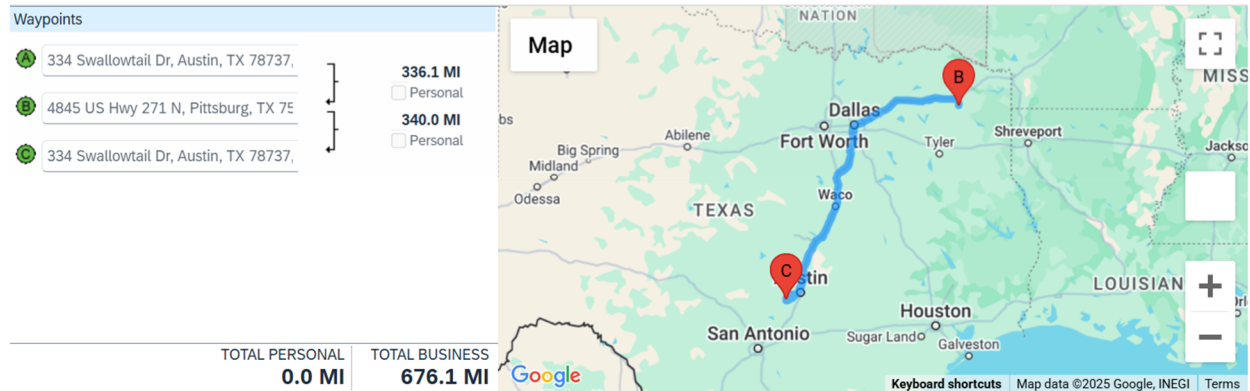 Waypoints
A
334 Swallowtail Dr, Austin, TX 78737,
336.1 MI
Personal
B
4845 US Hwy 271 N, Pittsburg, TX 75
340.0 MI
Personal
C
334 Swallowtail Dr, Austin, TX 78737,
TOTAL PERSONAL
0.0 MI
TOTAL BUSINESS
676.1 MI
Map
NATION
MISS
B
Dallas
Fort Worth
Abilene
Big Spring
Midland
Odessa
Tyler
Shreveport
Jackso
Waco
TEXAS
C
stin
LOUISIAN
Houston
San Antonio
Sugar Land
Galveston
Google
Keyboard shortcuts
Map data ©2025 Google, INEGI
Terms